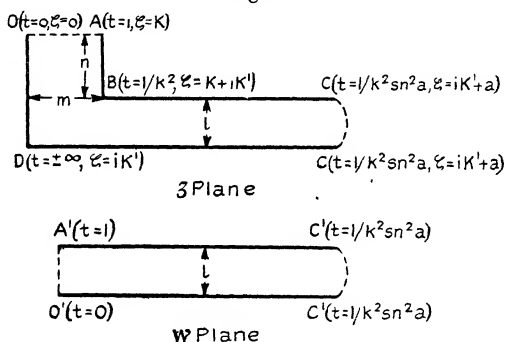 O(t=0,ζ=0) A(t=1,ζ=K)
n
m
B(t=1/k², ζ=K+iK')
C(t=1/k²sn²a, ζ=iK'+a)
l
D(t=±∞, ζ=iK')
C(t=1/k²sn²a, ζ=iK'+a)
3 Plane
A'(t=1)
C'(t=1/k²sn²a)
l
O'(t=0)
C'(t=1/k²sn²a)
W Plane